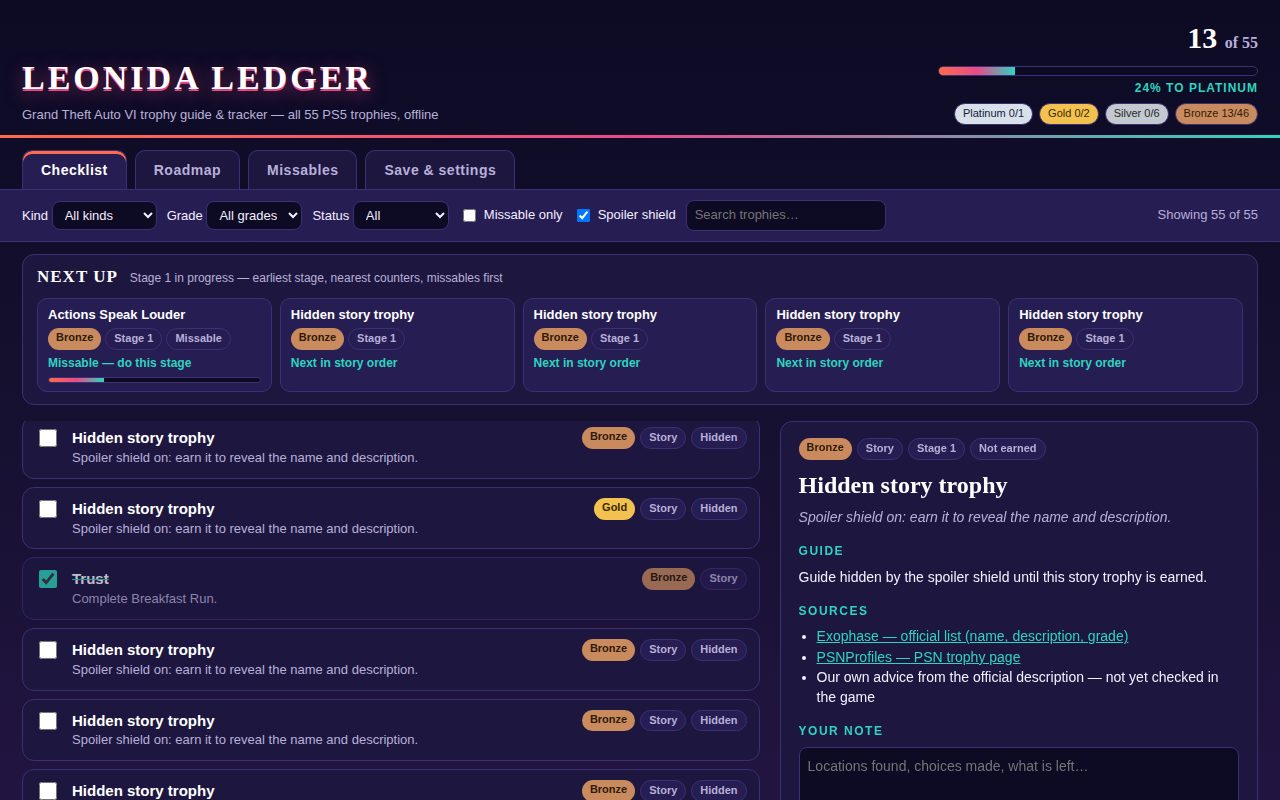 13 of 55
LEONIDA LEDGER
24% TO PLATINUM
Grand Theft Auto VI trophy guide & tracker — all 55 PS5 trophies, offline
Platinum 0/1 Gold 0/2 Silver 0/6 Bronze 13/46
Checklist Roadmap Missables Save & settings
Kind All kinds Grade All grades Status All Missable only Spoiler shield Search trophies… Showing 55 of 55
NEXT UP Stage 1 in progress — earliest stage, nearest counters, missables first
Actions Speak Louder
Bronze Stage 1 Missable
Missable — do this stage
Hidden story trophy
Bronze Stage 1
Next in story order
Hidden story trophy
Bronze Stage 1
Next in story order
Hidden story trophy
Bronze Stage 1
Next in story order
Hidden story trophy
Bronze Stage 1
Next in story order
Hidden story trophy Bronze Story Hidden
Spoiler shield on: earn it to reveal the name and description.
Hidden story trophy Gold Story Hidden
Spoiler shield on: earn it to reveal the name and description.
Trust Bronze Story
Complete Breakfast Run.
Hidden story trophy Bronze Story Hidden
Spoiler shield on: earn it to reveal the name and description.
Hidden story trophy Bronze Story Hidden
Spoiler shield on: earn it to reveal the name and description.
Hidden story trophy Bronze Story Hidden
Bronze Story Stage 1 Not earned
Hidden story trophy
Spoiler shield on: earn it to reveal the name and description.
GUIDE
Guide hidden by the spoiler shield until this story trophy is earned.
SOURCES
Exophase — official list (name, description, grade)
PSNProfiles — PSN trophy page
Our own advice from the official description — not yet checked in
the game
YOUR NOTE
Locations found, choices made, what is left…